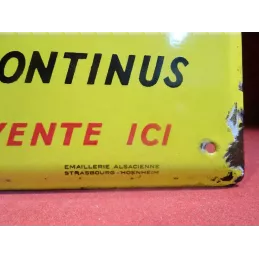 ONTINUS
VENTE ICI
EMAILLERIE ALSACIENNE
STRASBOURG - HOENHEIM